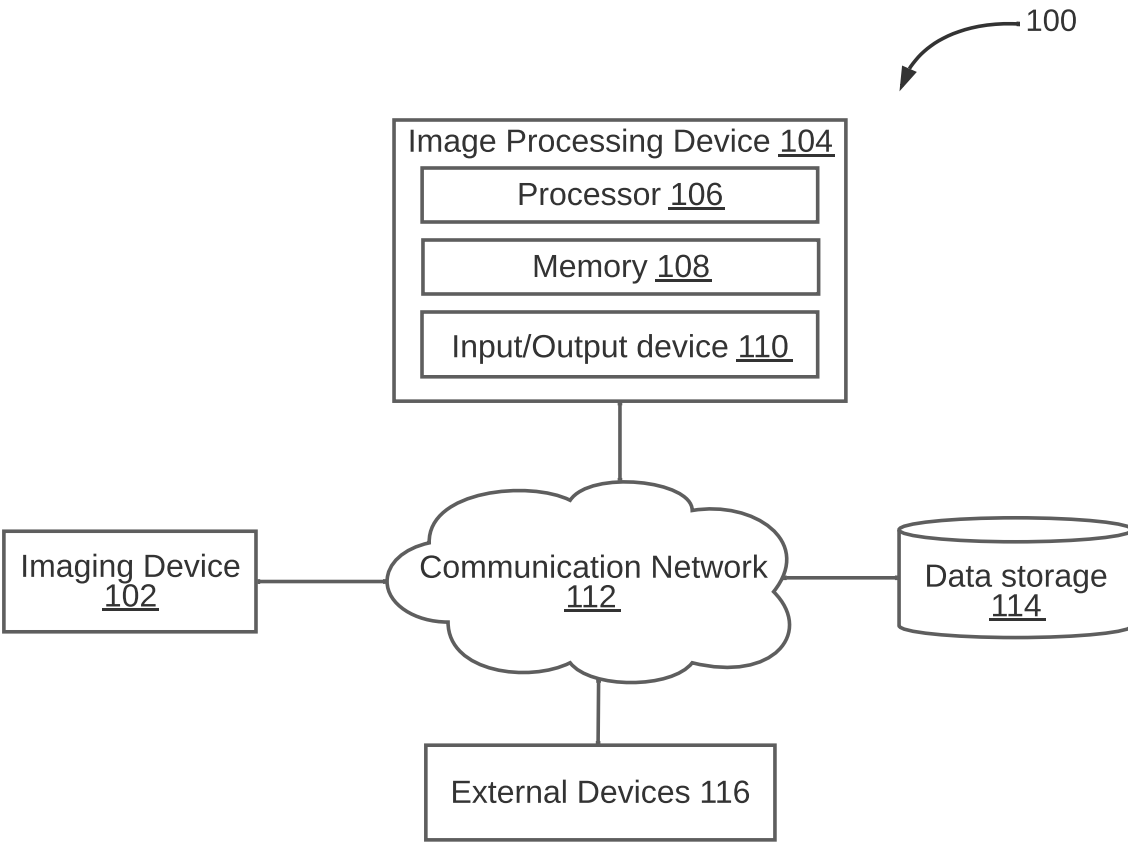 100
Image Processing Device 104
Processor 106
Memory 108
Input/Output device 110
Imaging Device
102
Communication Network
112
Data storage
114
External Devices 116